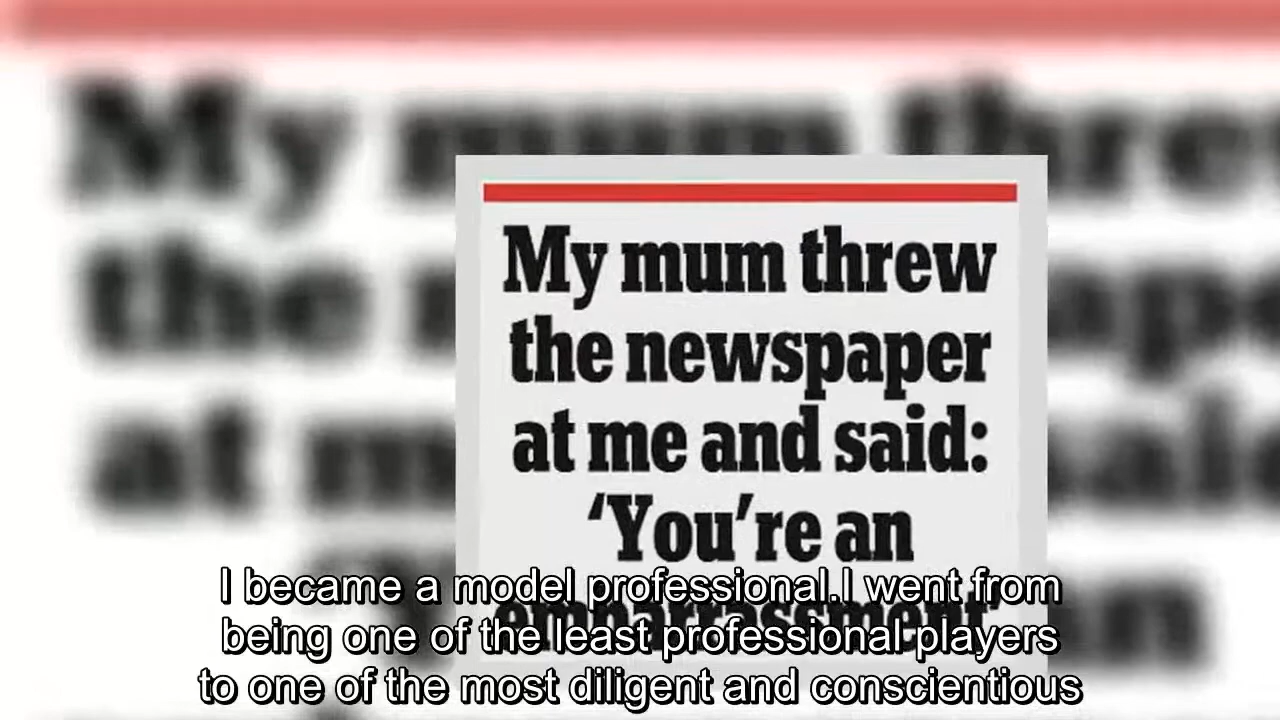 My mum threw
the newspaper
at me and said:
‘You’re an
embarrassment’
I became a model professional.I went from
being one of the least professional players
to one of the most diligent and conscientious